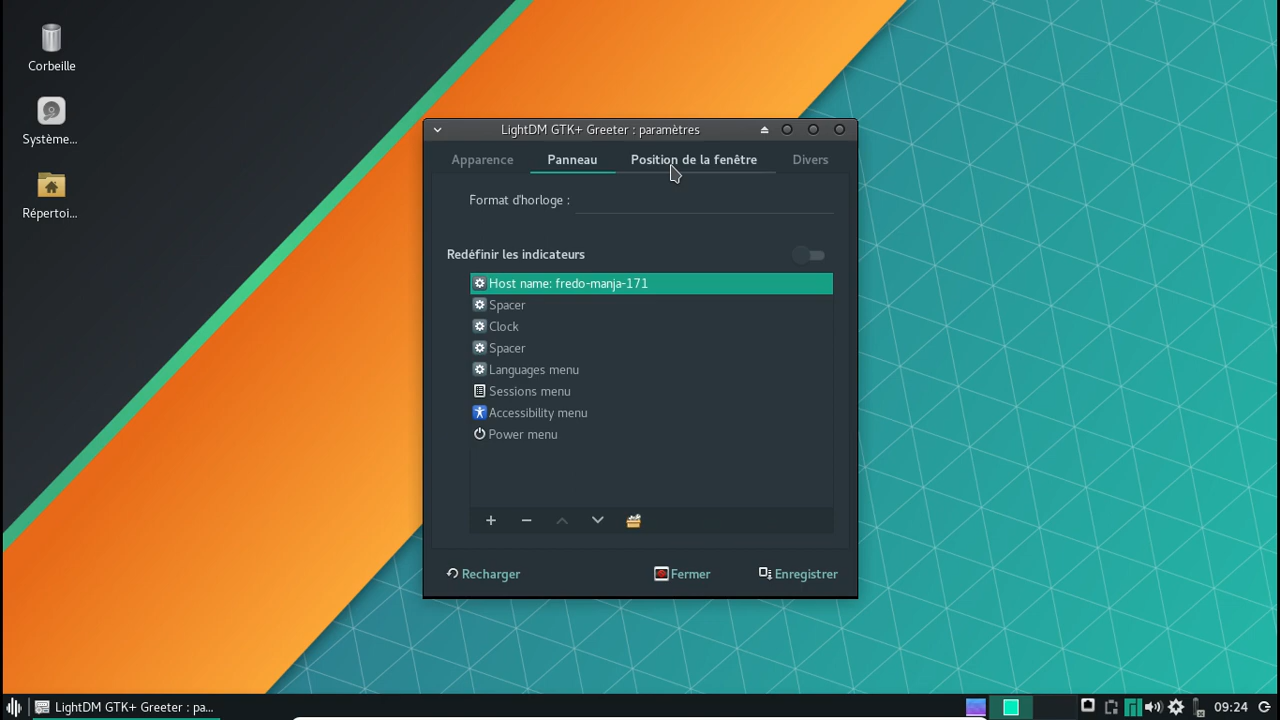 Corbeille
Système...
Répertoi...
LightDM GTK+ Greeter : paramètres
Apparence Panneau Position de la fenêtre Divers
Format d'horloge :
Redéfinir les indicateurs
Host name: fredo-manja-171
Spacer
Clock
Spacer
Languages menu
Sessions menu
Accessibility menu
Power menu
Recharger Fermer Enregistrer
LightDM GTK+ Greeter : pa... 09:24